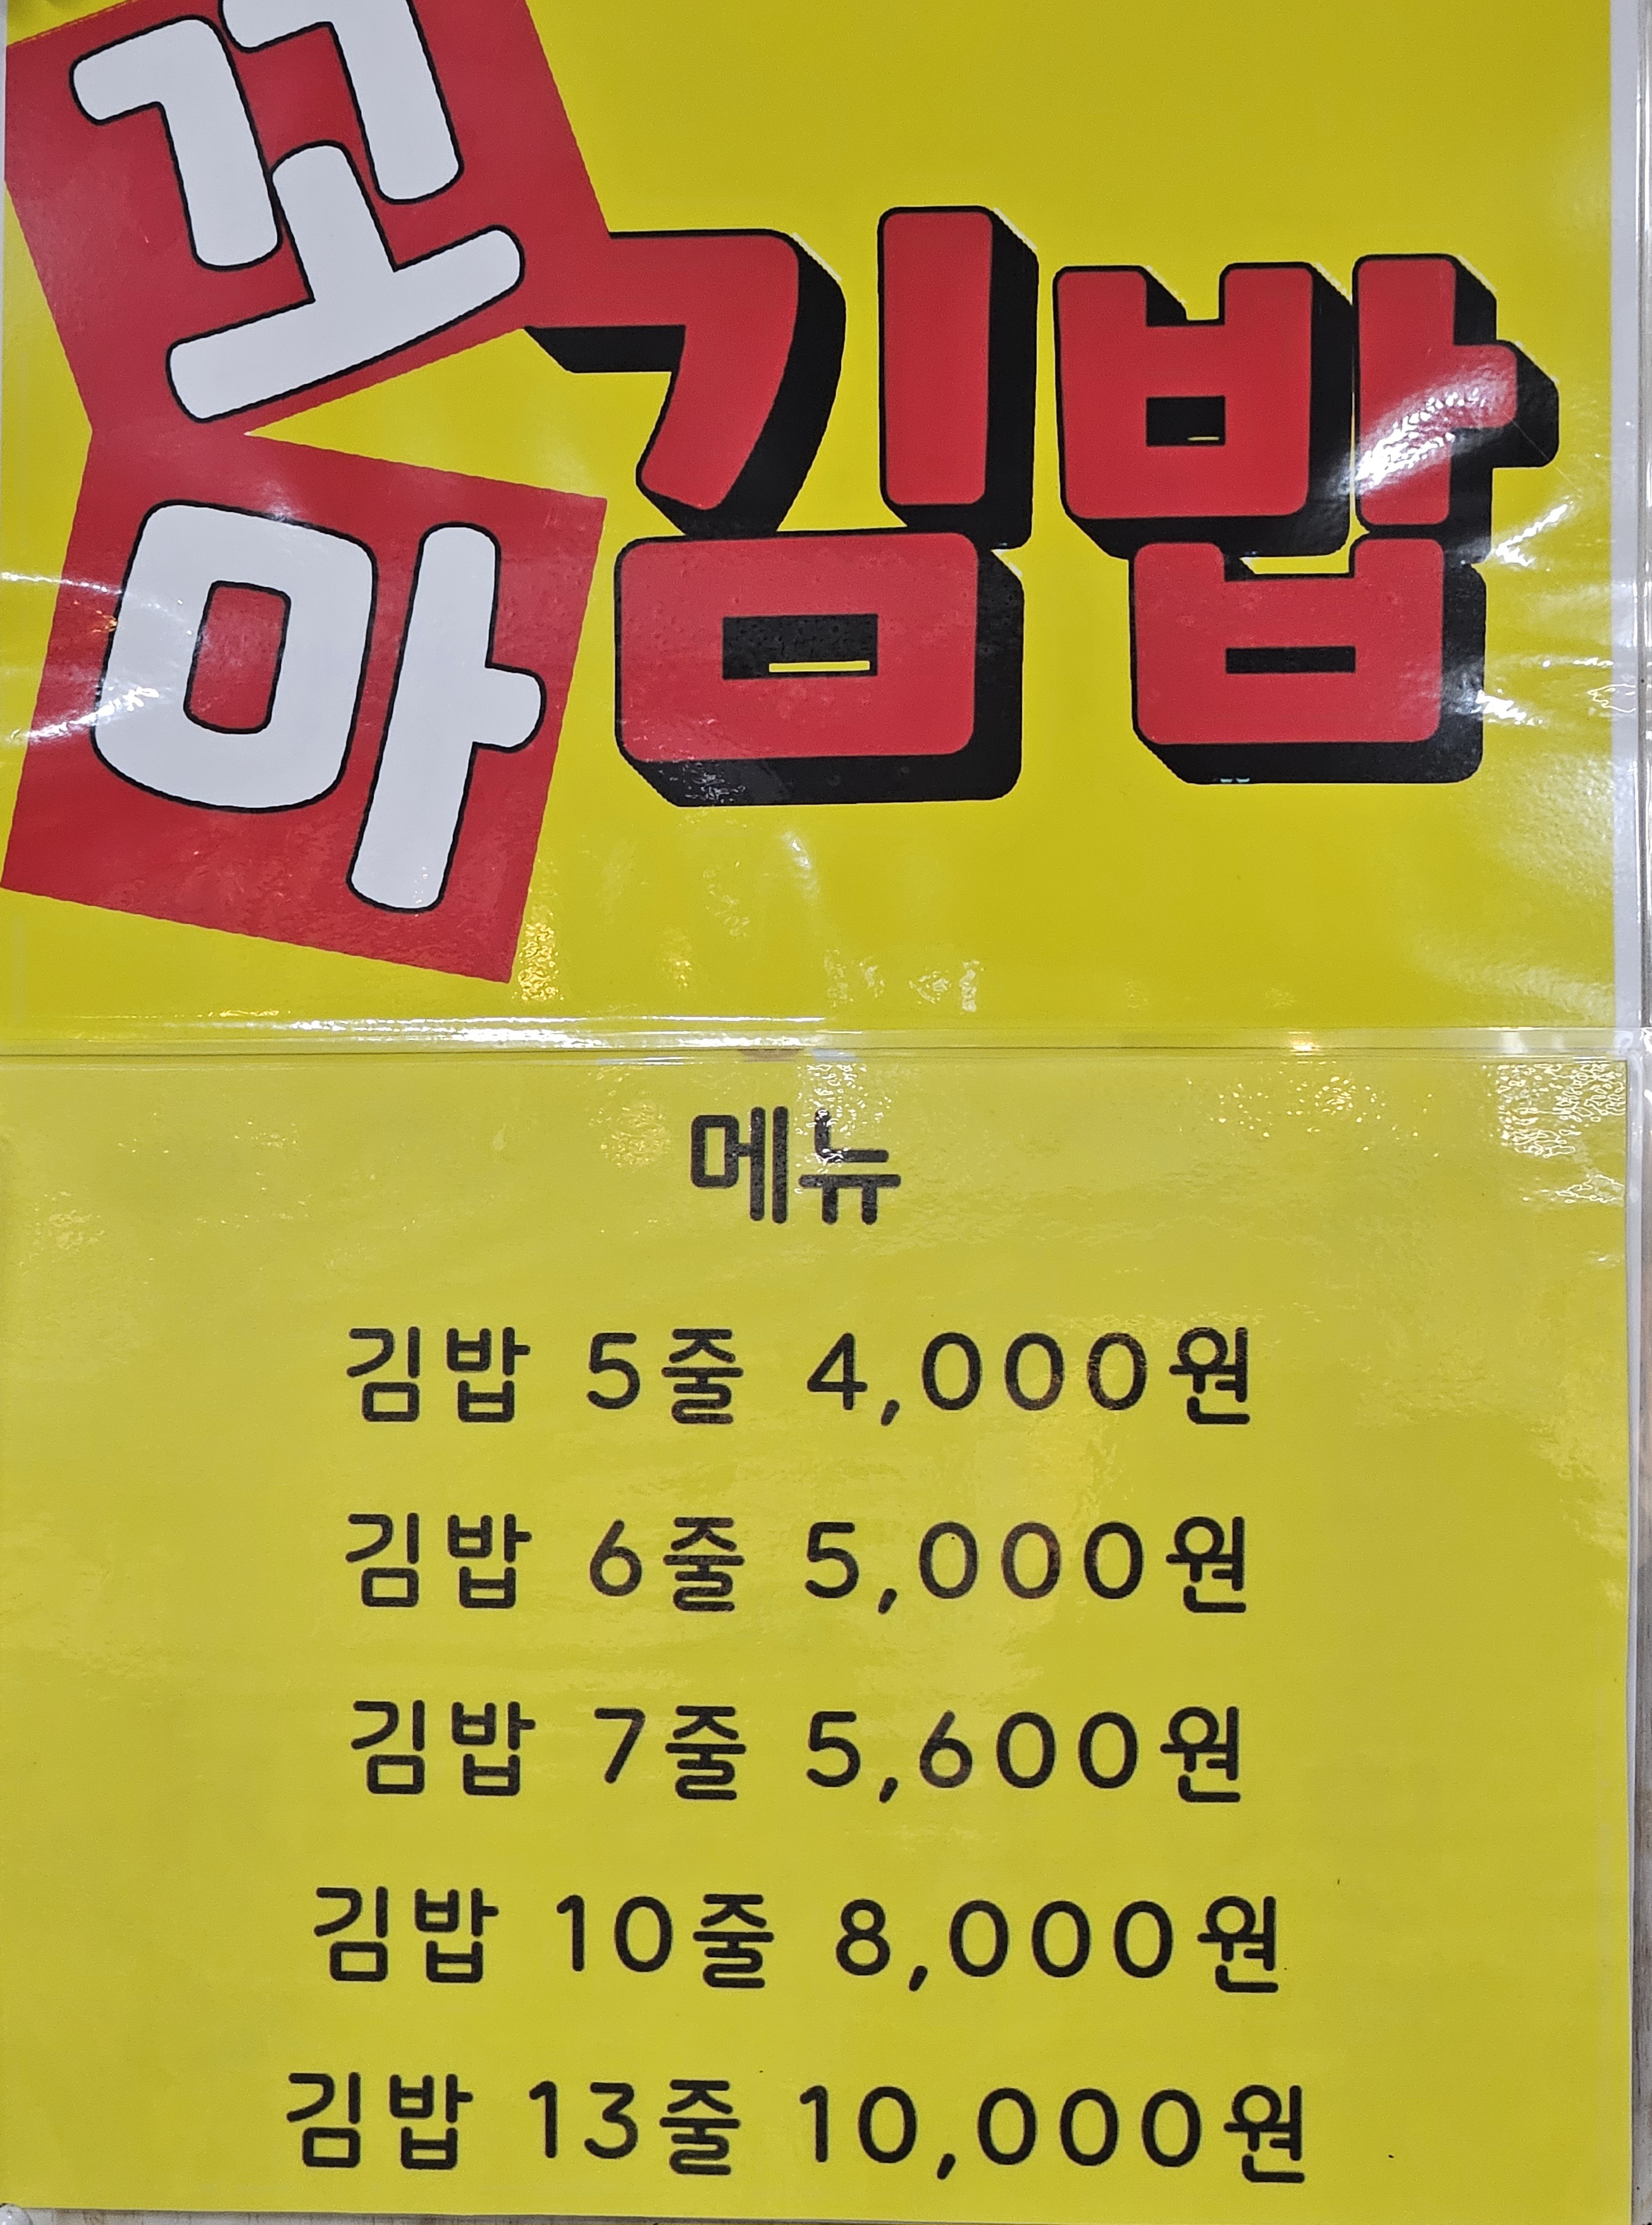 꼬마김밥
메뉴
김밥 5줄 4,000원
김밥 6줄 5,000원
김밥 7줄 5,600원
김밥 10줄 8,000원
김밥 13줄 10,000원